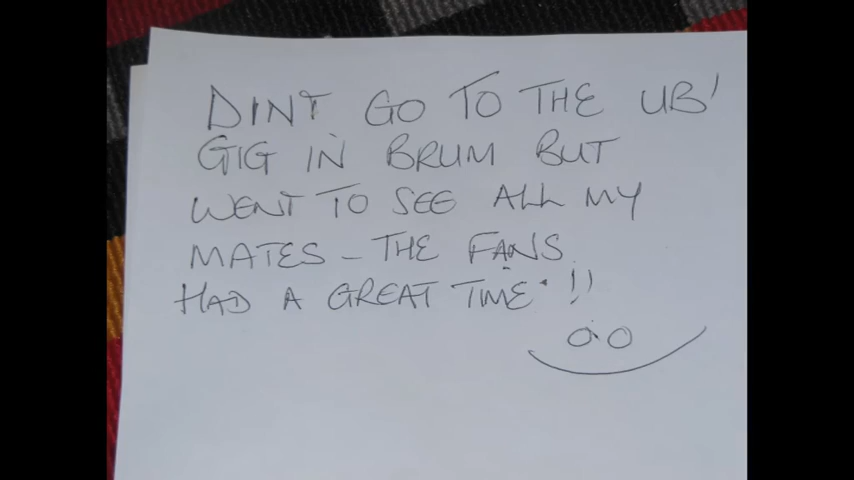 DINT GO TO THE UB'
GIG IN BRUM BUT
WENT TO SEE ALL MY
MATES - THE FANS
HAD A GREAT TIME !!